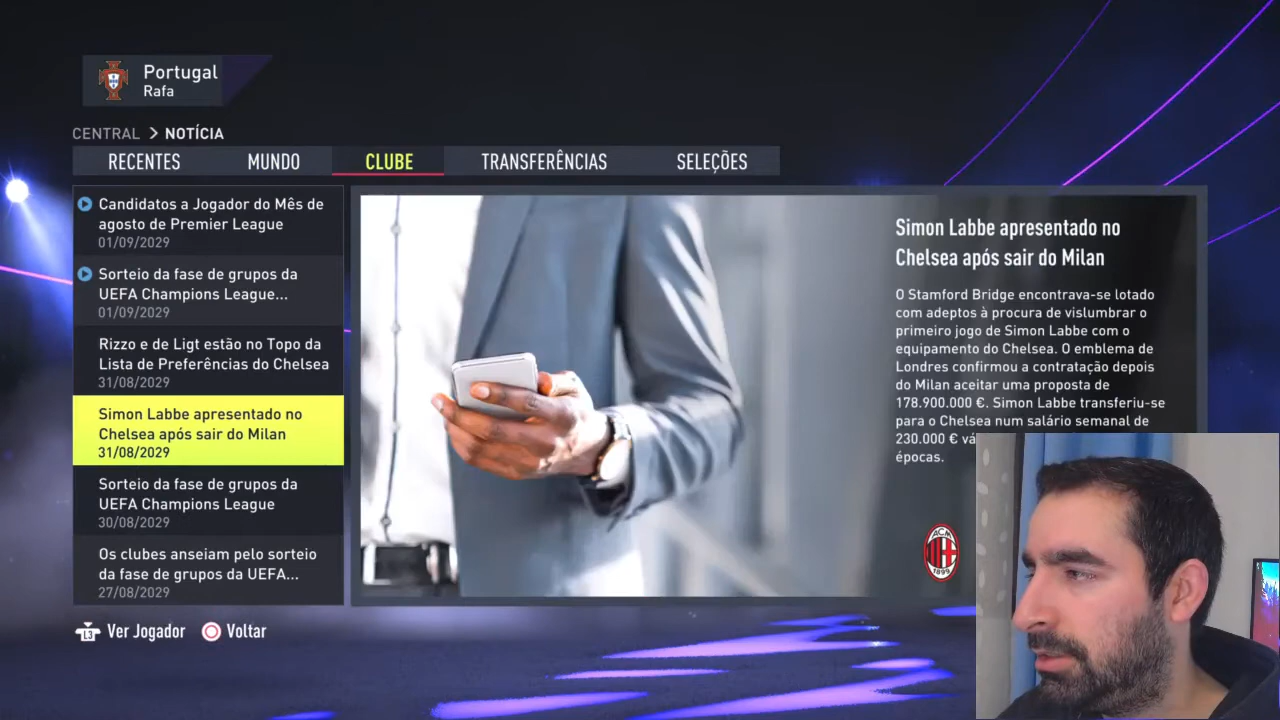 Portugal
Rafa
CENTRAL > NOTÍCIA
RECENTES
MUNDO
CLUBE
TRANSFERÊNCIAS
SELEÇÕES
Candidatos a Jogador do Mês de
agosto de Premier League
01/09/2029
Sorteio da fase de grupos da
UEFA Champions League...
01/09/2029
Rizzo e de Ligt estão no Topo da
Lista de Preferências do Chelsea
31/08/2029
Simon Labbe apresentado no
Chelsea após sair do Milan
31/08/2029
Sorteio da fase de grupos da
UEFA Champions League
30/08/2029
Os clubes anseiam pelo sorteio
da fase de grupos da UEFA...
27/08/2029
Simon Labbe apresentado no
Chelsea após sair do Milan
O Stamford Bridge encontrava-se lotado
com adeptos à procura de vislumbrar o
primeiro jogo de Simon Labbe com o
equipamento do Chelsea. O emblema de
Londres confirmou a contratação depois
do Milan aceitar uma proposta de
178.900.000 €. Simon Labbe transferiu-se
para o Chelsea num salário semanal de
230.000 €
épocas.
ACM
1899
L3 Ver Jogador
Voltar